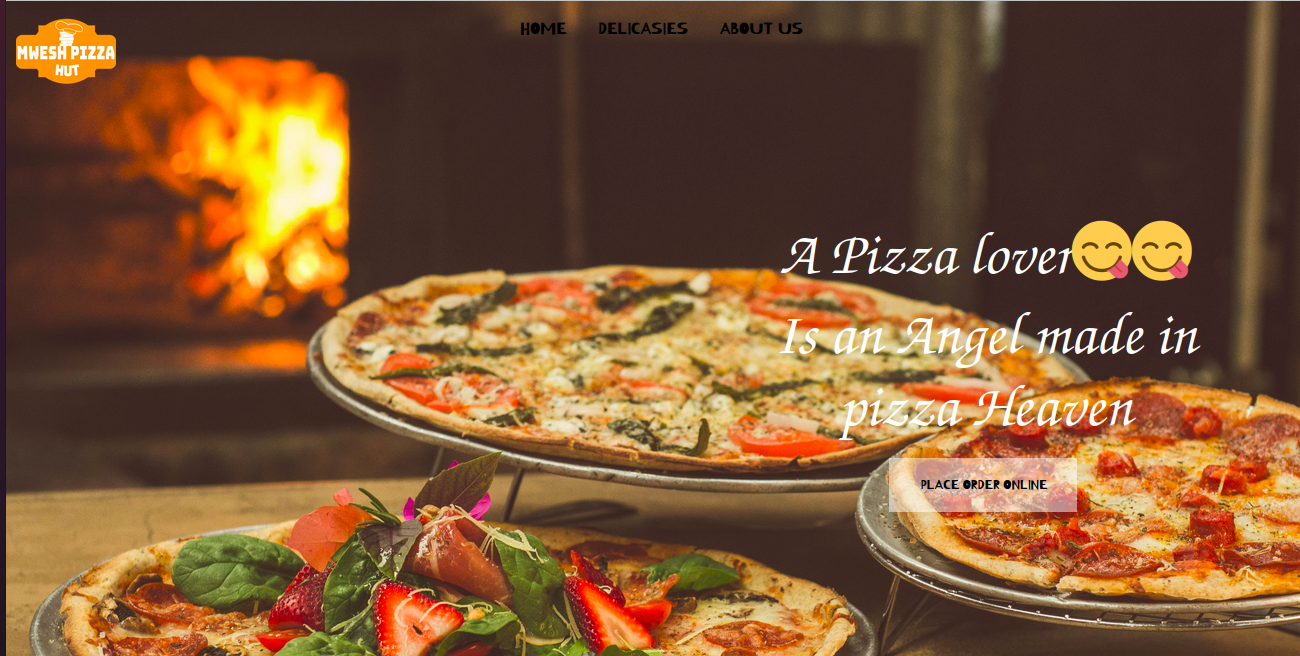 MWESH PIZZA
HUT
HOME DELICASIES ABOUT US
A Pizza lover😋😋
Is an Angel made in
pizza Heaven
PLACE ORDER ONLINE